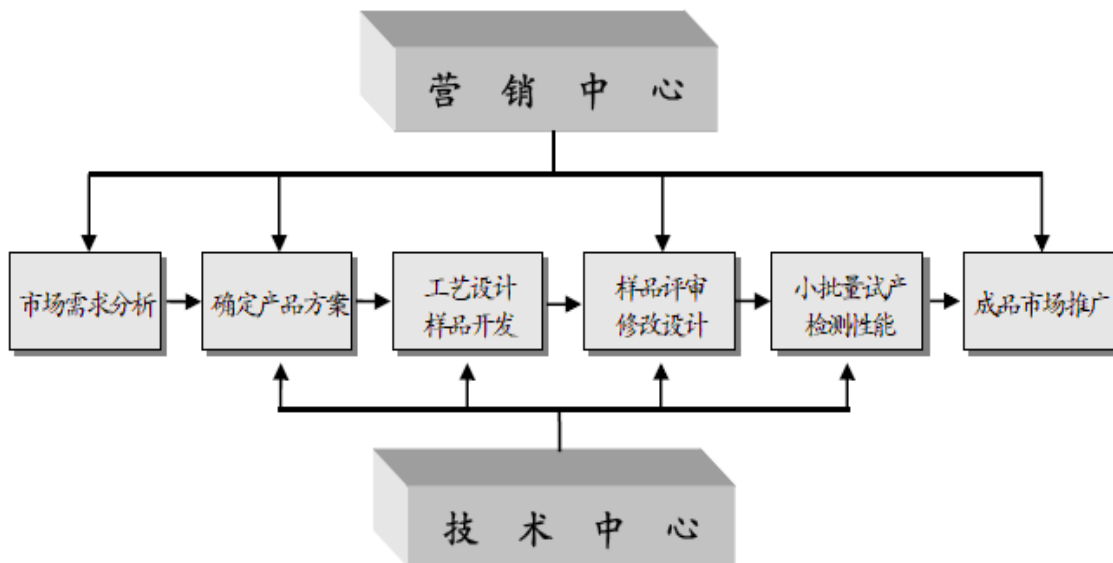 营销中心
市场需求分析
确定产品方案
工艺设计
样品开发
样品评审
修改设计
小批量试产
检测性能
成品市场推广
技术中心